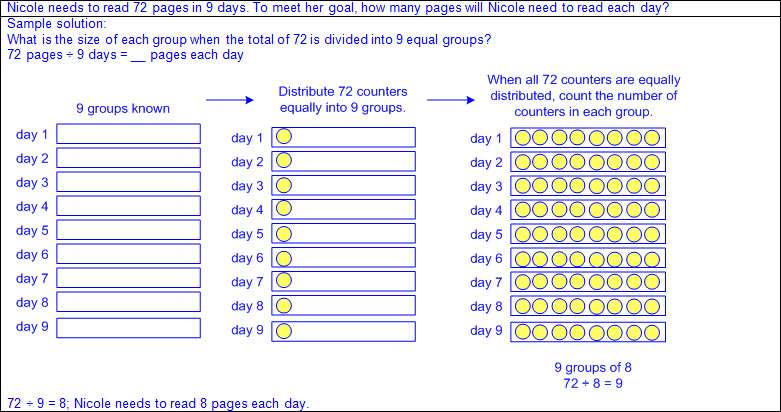 Nicole needs to read 72 pages in 9 days. To meet her goal, how many pages will Nicole need to read each day?
Sample solution:
What is the size of each group when the total of 72 is divided into 9 equal groups?
72 pages ÷ 9 days = __ pages each day
9 groups known
day 1
day 2
day 3
day 4
day 5
day 6
day 7
day 8
day 9
Distribute 72 counters
equally into 9 groups.
day 1
day 2
day 3
day 4
day 5
day 6
day 7
day 8
day 9
When all 72 counters are equally
distributed, count the number of
counters in each group.
day 1
day 2
day 3
day 4
day 5
day 6
day 7
day 8
day 9
9 groups of 8
72 ÷ 8 = 9
72 ÷ 9 = 8; Nicole needs to read 8 pages each day.